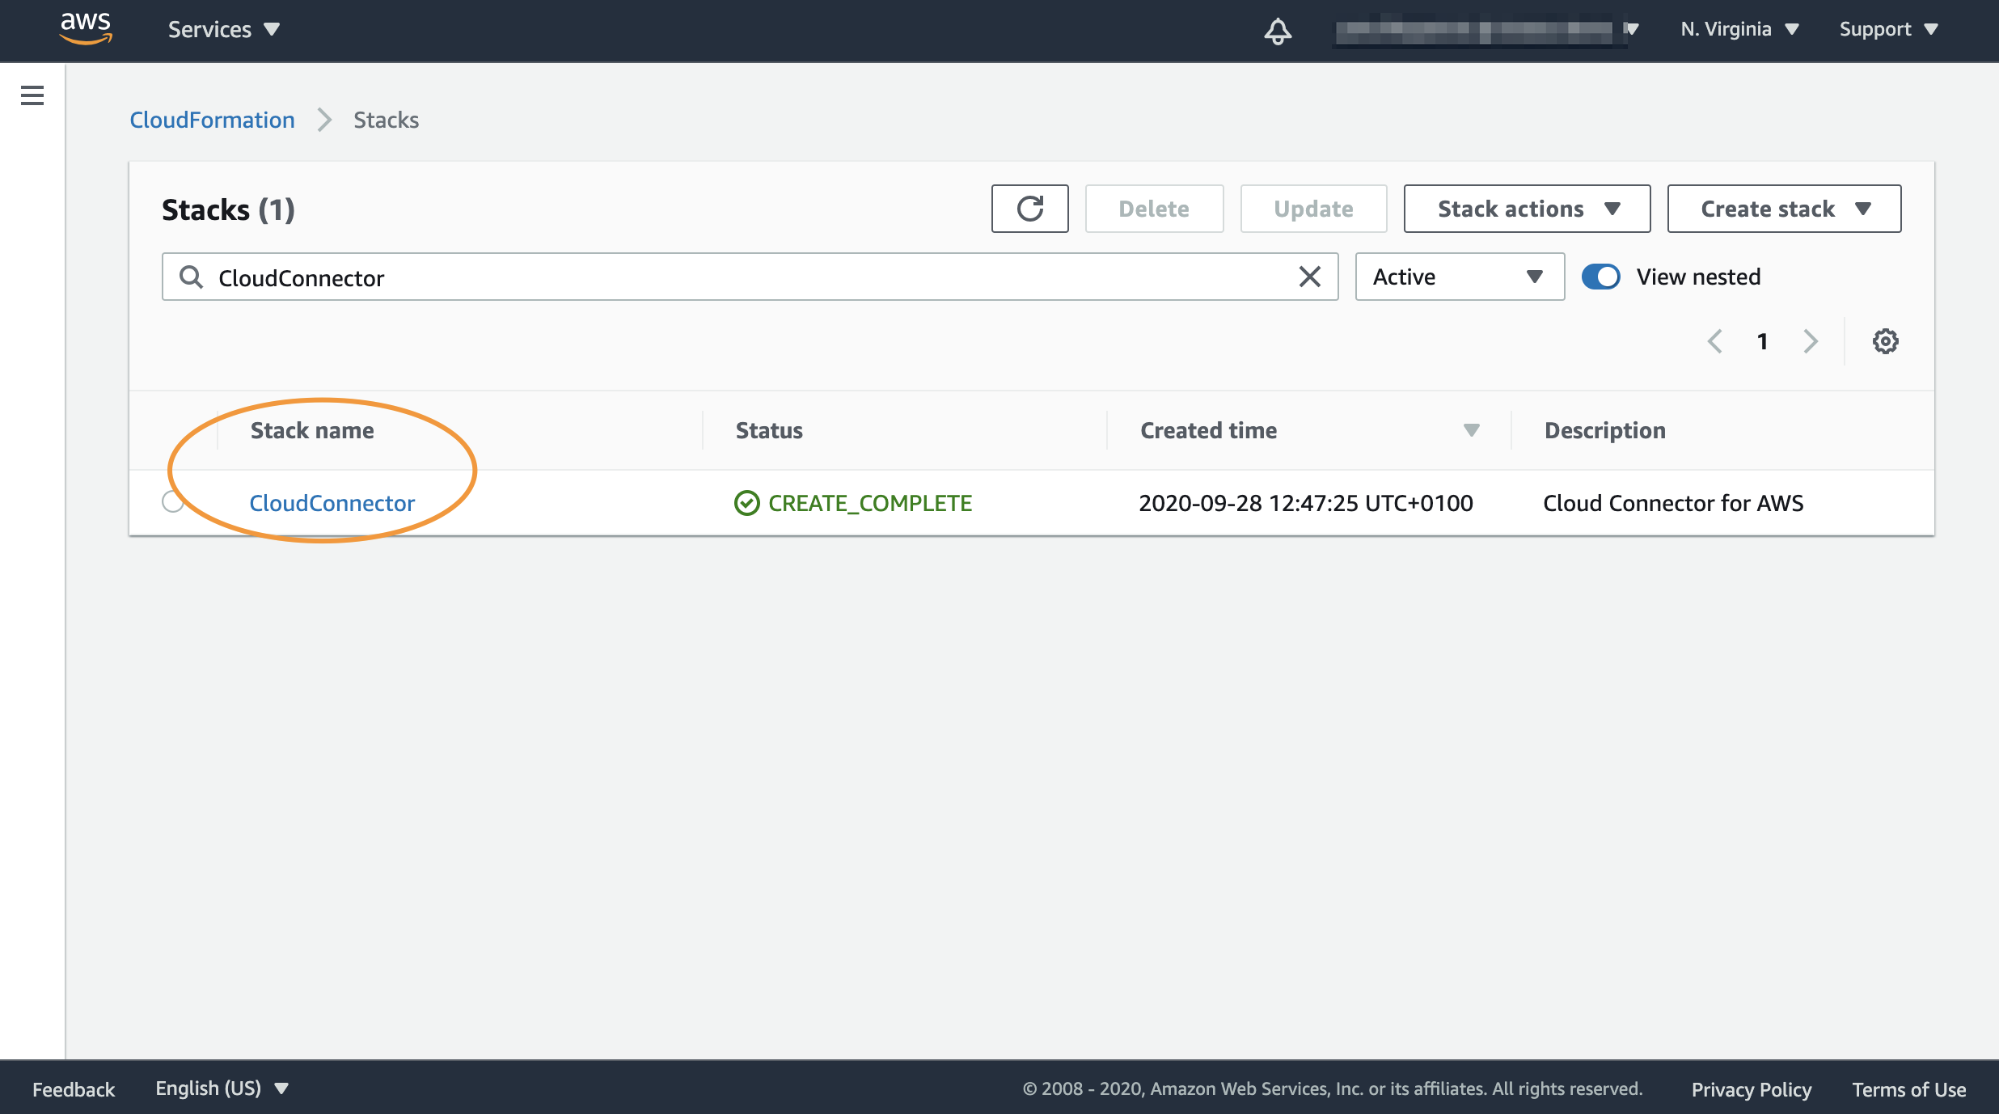 aws Services N. Virginia Support
CloudFormation Stacks
Stacks (1) Delete Update Stack actions Create stack
CloudConnector Active View nested
1
Stack name Status Created time Description
CloudConnector CREATE_COMPLETE 2020-09-28 12:47:25 UTC+0100 Cloud Connector for AWS
Feedback English (US) © 2008 - 2020, Amazon Web Services, Inc. or its affiliates. All rights reserved. Privacy Policy Terms of Use